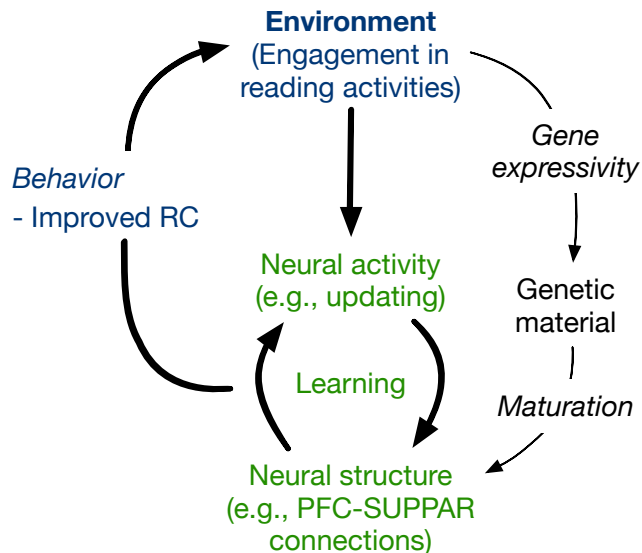 Environment
(Engagement in
reading activities)
Gene
expressivity
Behavior
- Improved RC
Neural activity
(e.g., updating)
Genetic
material
Learning
Maturation
Neural structure
(e.g., PFC-SUPPAR
connections)